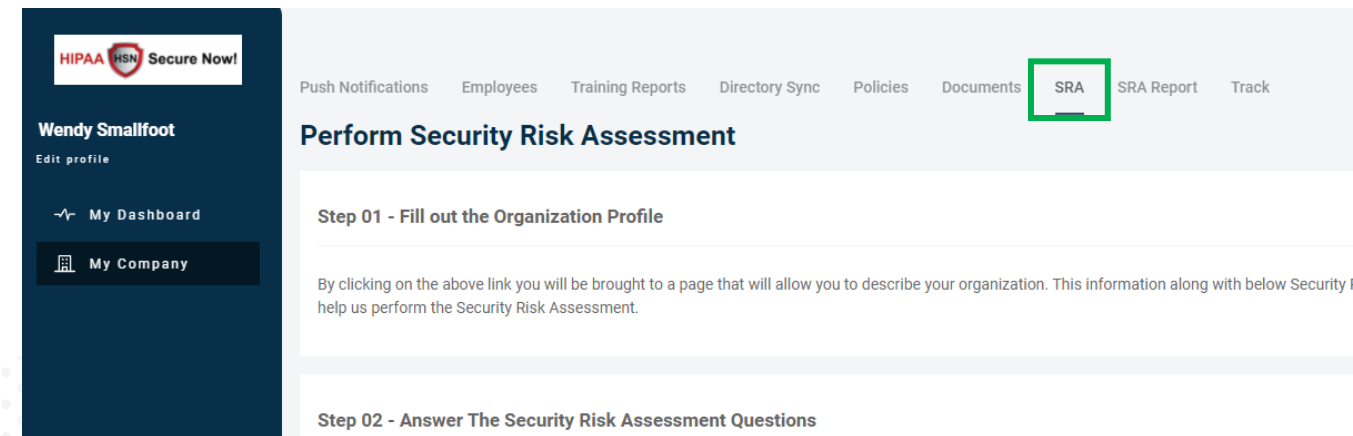 HIPAA HSN Secure Now!
Push Notifications Employees Training Reports Directory Sync Policies Documents SRA SRA Report Track
Wendy Smallfoot
Edit profile
Perform Security Risk Assessment
My Dashboard
My Company
Step 01 - Fill out the Organization Profile
By clicking on the above link you will be brought to a page that will allow you to describe your organization. This information along with below Security
help us perform the Security Risk Assessment.
Step 02 - Answer The Security Risk Assessment Questions